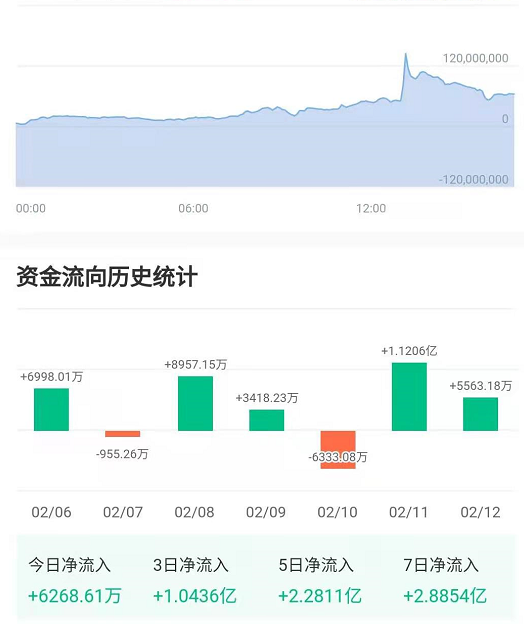 120,000,000
0
-120,000,000
00:00 06:00 12:00
资金流向历史统计
+6998.01万 -955.26万 +8957.15万 +3418.23万 -6333.08万 +1.1206亿 +5563.18万
02/06 02/07 02/08 02/09 02/10 02/11 02/12
今日净流入 3日净流入 5日净流入 7日净流入
+6268.61万 +1.0436亿 +2.2811亿 +2.8854亿